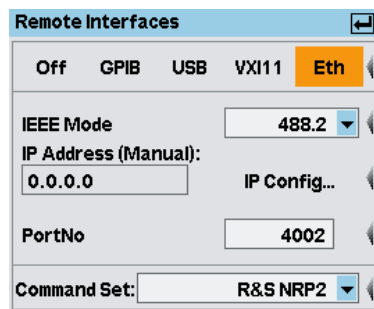 Remote Interfaces
Off GPIB USB VXI11 Eth
IEEE Mode 488.2
IP Address (Manual):
0.0.0.0 IP Config...
PortNo 4002
Command Set: R&S NRP2